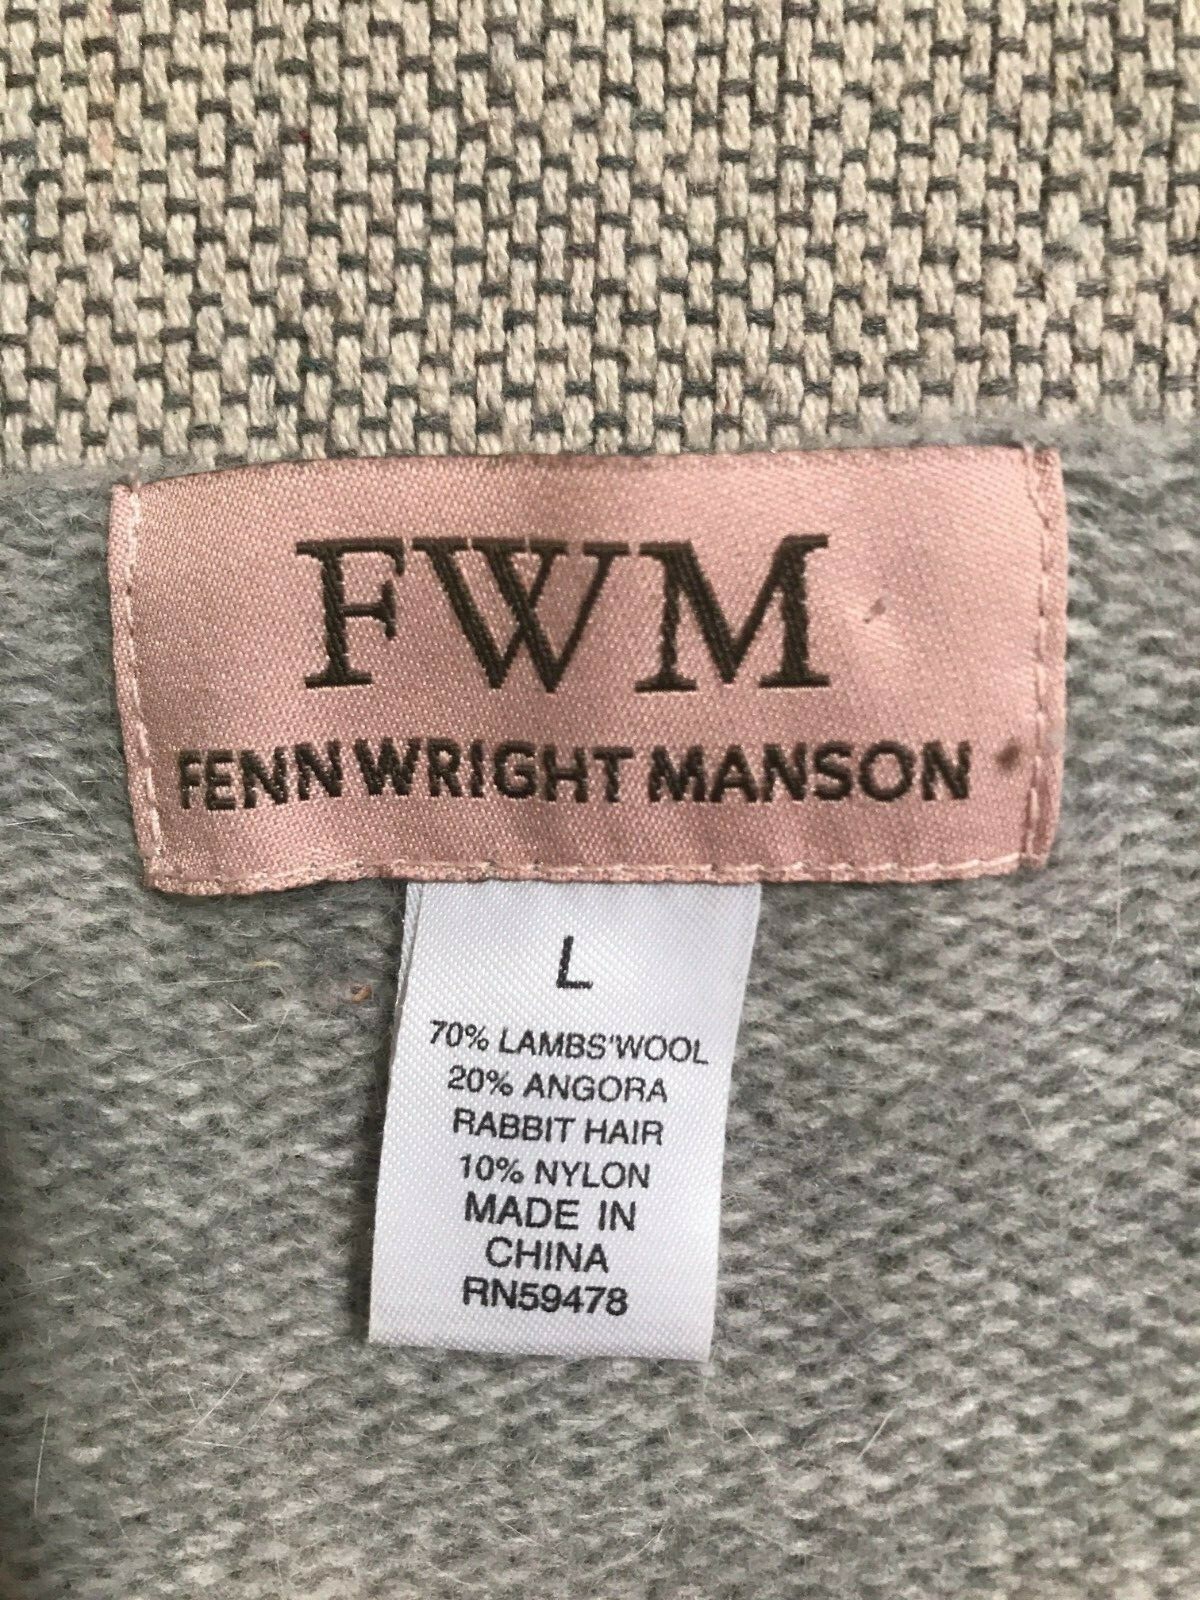 FWM
FENN WRIGHT MANSON
L
70% LAMBS'WOOL
20% ANGORA
RABBIT HAIR
10% NYLON
MADE IN
CHINA
RN59478